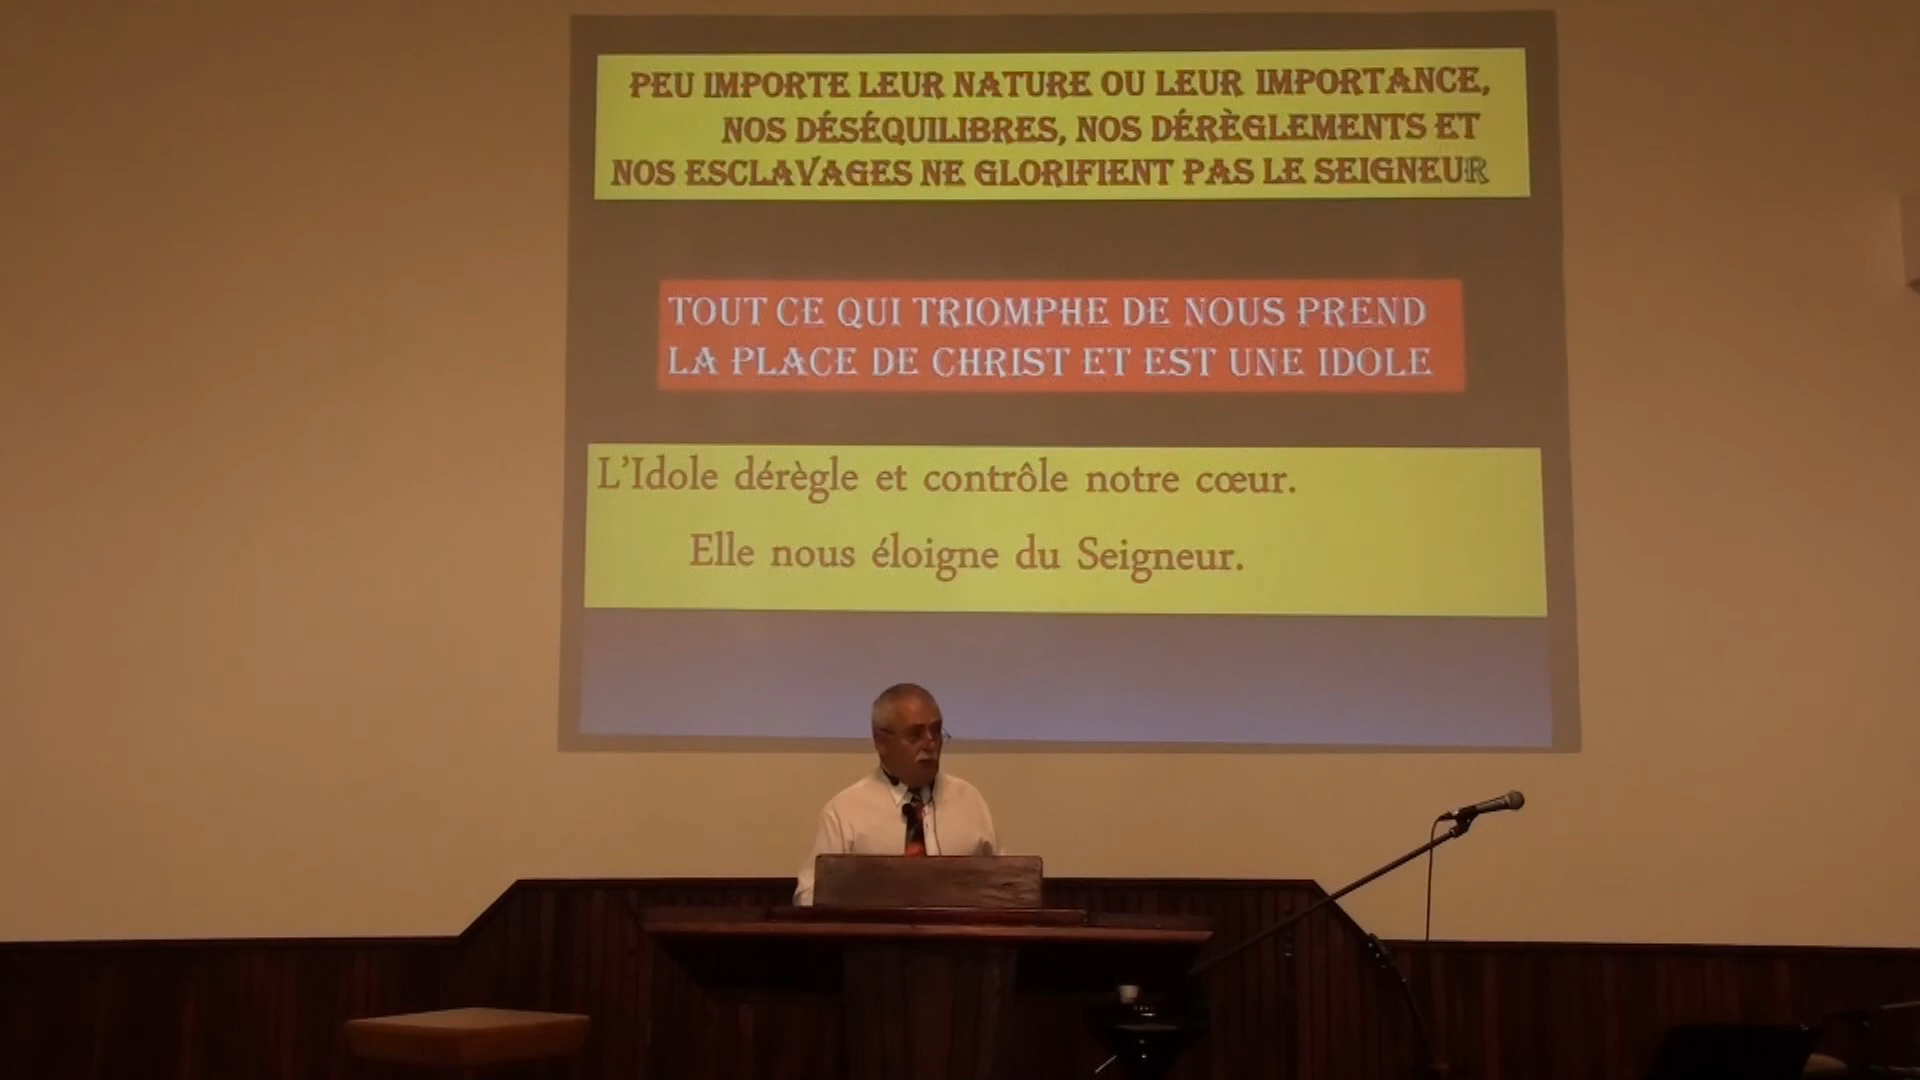 PEU IMPORTE LEUR NATURE OU LEUR IMPORTANCE,
NOS DÉSÉQUILIBRES, NOS DÉRÈGLEMENTS ET
NOS ESCLAVAGES NE GLORIFIENT PAS LE SEIGNEUR
TOUT CE QUI TRIOMPHE DE NOUS PREND
LA PLACE DE CHRIST ET EST UNE IDOLE
L'Idole dérègle et contrôle notre cœur.
Elle nous éloigne du Seigneur.